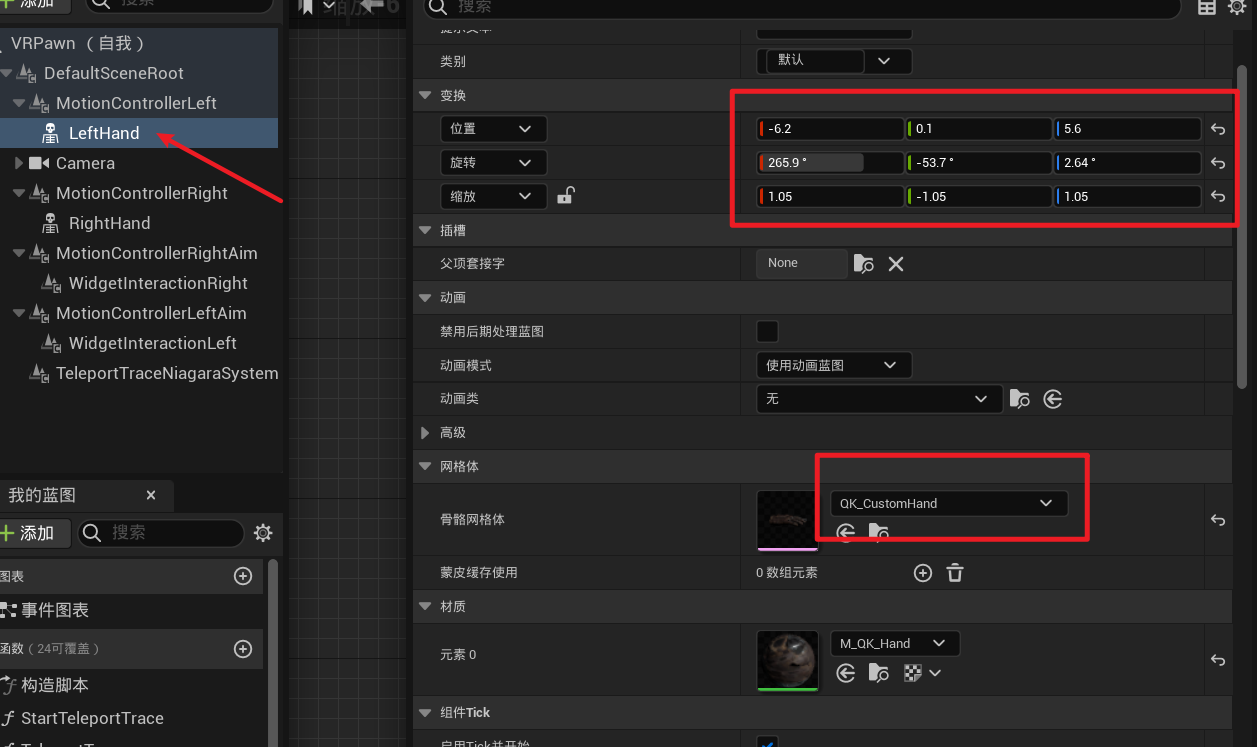 添加
搜索
VRPawn （自我）
DefaultSceneRoot
MotionControllerLeft
LeftHand
Camera
MotionControllerRight
RightHand
MotionControllerRightAim
WidgetInteractionRight
MotionControllerLeftAim
WidgetInteractionLeft
TeleportTraceNiagaraSystem
我的蓝图
添加
搜索
图表
事件图表
函数（24可覆盖）
构造脚本
StartTeleportTrace
搜索
类别
默认
变换
位置
-6.2
0.1
5.6
旋转
265.9 °
-53.7 °
2.64 °
缩放
1.05
-1.05
1.05
插槽
父项套接字
None
动画
禁用后期处理蓝图
动画模式
使用动画蓝图
动画类
无
高级
网格体
骨骼网格体
QK_CustomHand
蒙皮缓存使用
0 数组元素
材质
元素 0
M_QK_Hand
组件Tick
启用Tick并开始